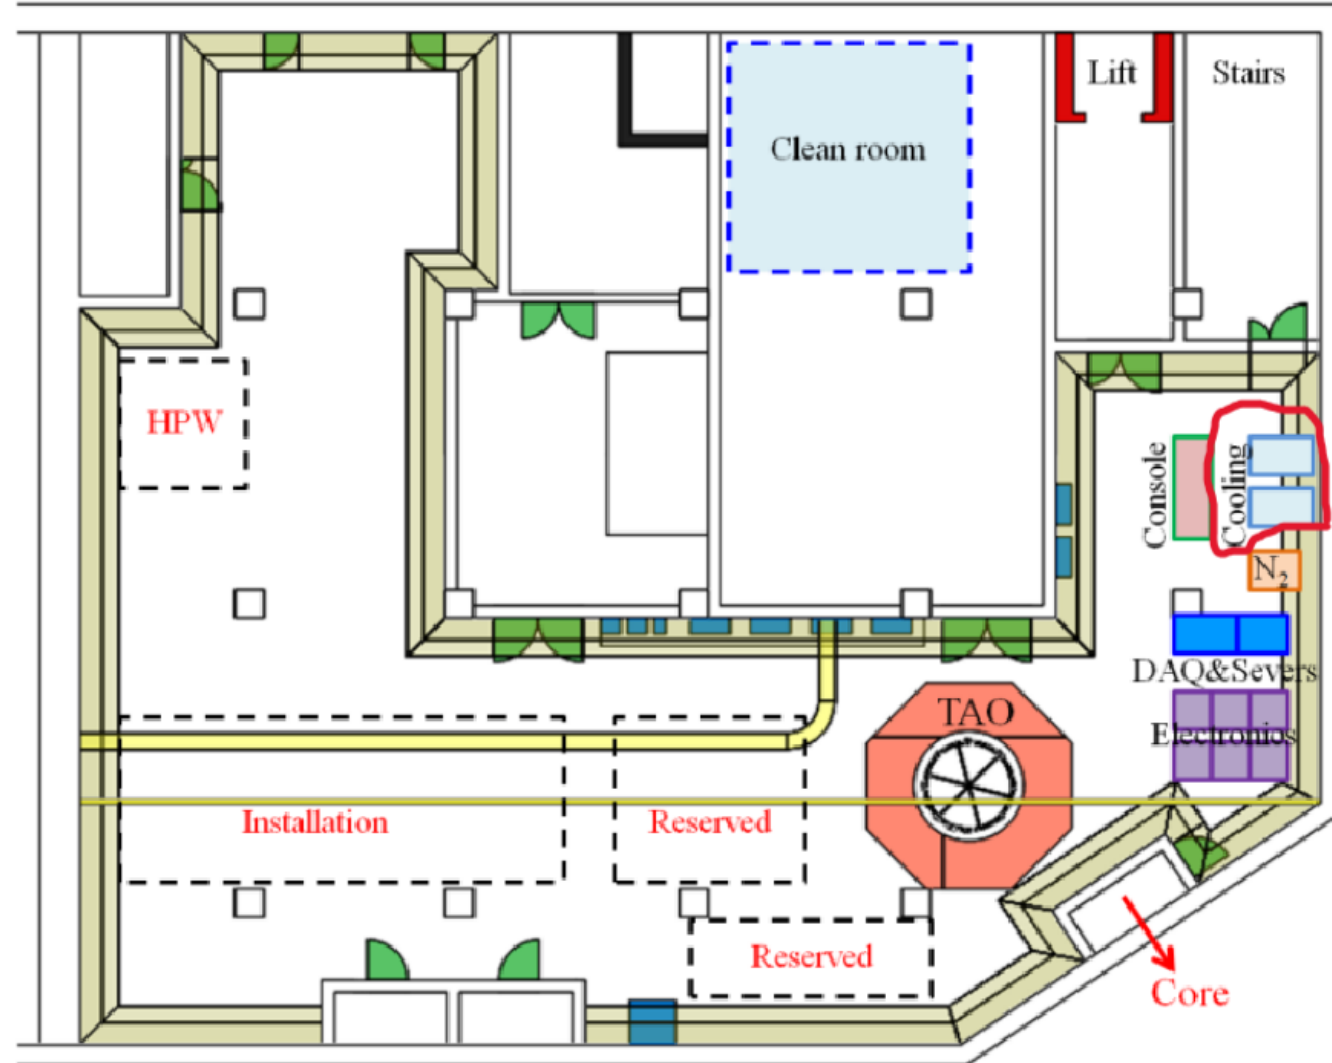 Lift
Stairs
Clean room
HPW
Console
Cooling
N₂
DAQ&Severs
TAO
Electronics
Installation
Reserved
Reserved
Core